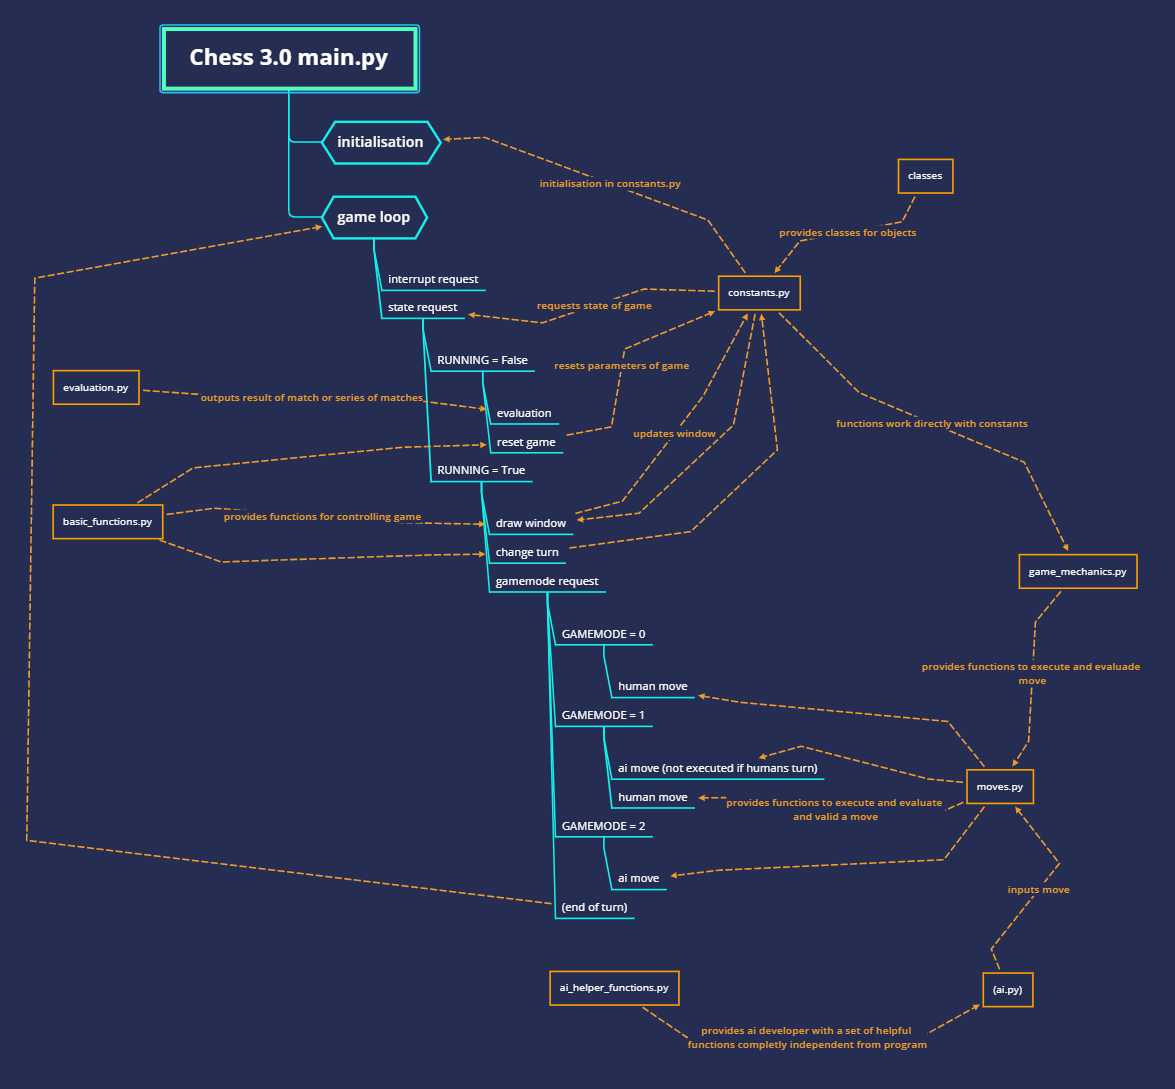 Chess 3.0 main.py
initialisation
initialisation in constants.py
classes
game loop
provides classes for objects
interrupt request
constants.py
state request
requests state of game
RUNNING = False
resets parameters of game
evaluation.py
outputs result of match or series of matches
evaluation
functions work directly with constants
reset game
updates window
RUNNING = True
basic_functions.py
provides functions for controlling game
draw window
change turn
gamemode request
game_mechanics.py
GAMEMODE = 0
provides functions to execute and evaluade
move
human move
GAMEMODE = 1
ai move (not executed if humans turn)
moves.py
human move
provides functions to execute and evaluate
and valid a move
GAMEMODE = 2
ai move
inputs move
(end of turn)
ai_helper_functions.py
(ai.py)
provides ai developer with a set of helpful
functions completly independent from program